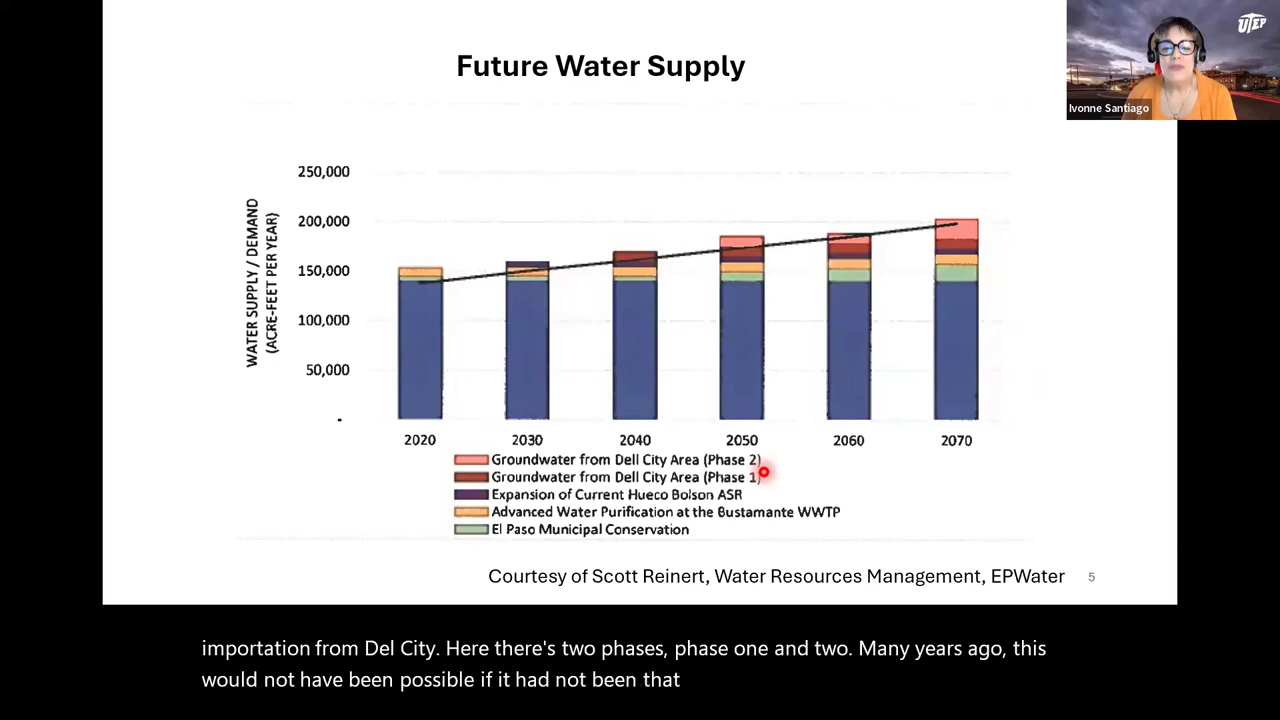 Future Water Supply
UTEP
Ivonne Santiago
WATER SUPPLY / DEMAND
(ACRE-FEET PER YEAR)
250,000
200,000
150,000
100,000
50,000
-
2020 2030 2040 2050 2060 2070
Groundwater from Dell City Area (Phase 2)
Groundwater from Dell City Area (Phase 1)
Expansion of Current Hueco Bolson ASR
Advanced Water Purification at the Bustamante WWTP
El Paso Municipal Conservation
Courtesy of Scott Reinert, Water Resources Management, EPWater 5
importation from Del City. Here there's two phases, phase one and two. Many years ago, this
would not have been possible if it had not been that